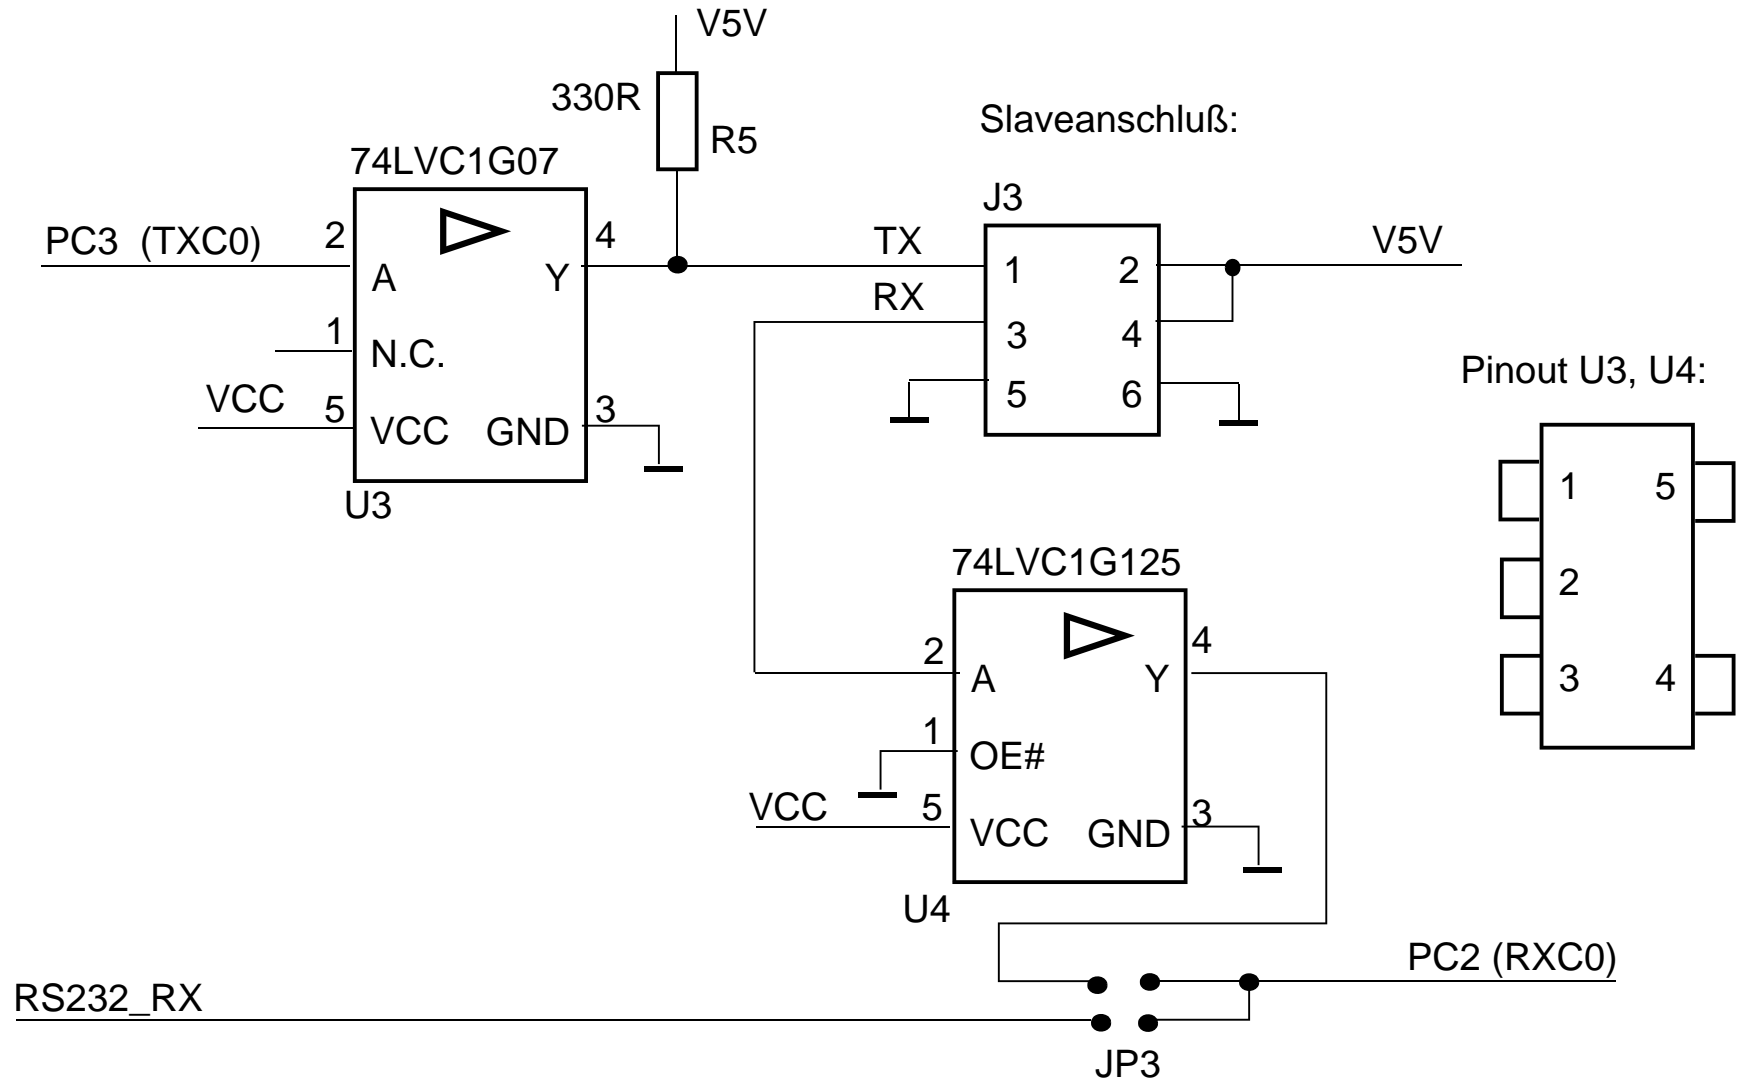 V5V
330R
R5
Slaveanschluß:
74LVC1G07
J3
PC3 (TXC0)
2
4
TX
V5V
A
Y
1
2
RX
1
N.C.
3
4
Pinout U3, U4:
VCC
5
3
5
6
VCC
GND
U3
1
5
74LVC1G125
2
4
2
A
Y
3
4
1
OE#
VCC
5
3
VCC
GND
U4
PC2 (RXC0)
RS232_RX
JP3